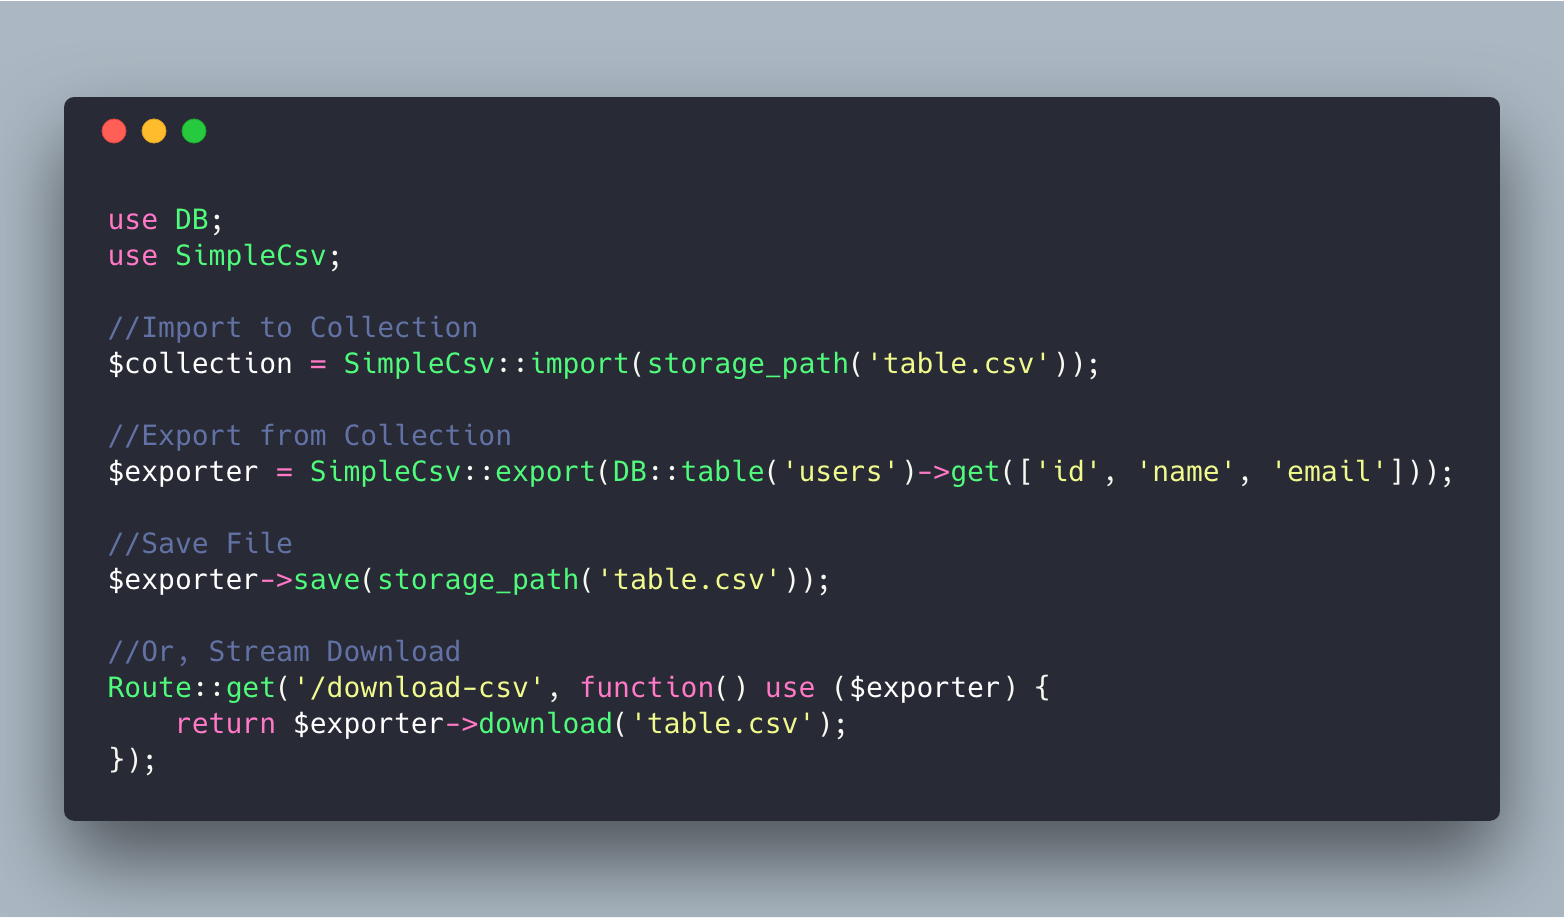 use DB;
use SimpleCsv;

//Import to Collection
$collection = SimpleCsv::import(storage_path('table.csv'));

//Export from Collection
$exporter = SimpleCsv::export(DB::table('users')->get(['id', 'name', 'email']));

//Save File
$exporter->save(storage_path('table.csv'));

//Or, Stream Download
Route::get('/download-csv', function() use ($exporter) {
    return $exporter->download('table.csv');
});